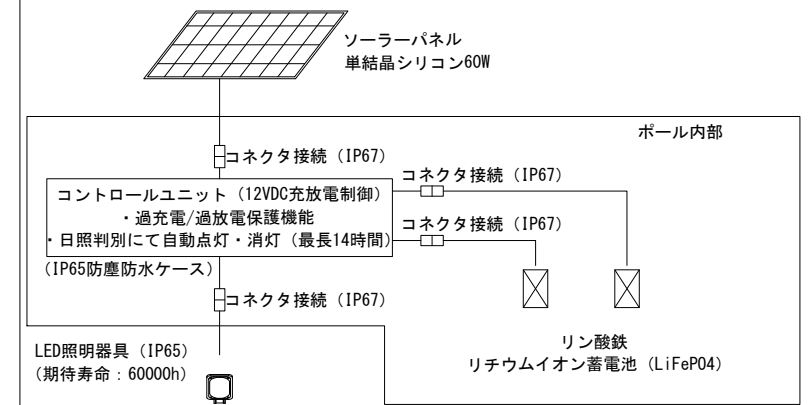 ソーラーパネル
単結晶シリコン60W
ポール内部
コネクタ接続（IP67）
コネクタ接続（IP67）
コントロールユニット（12VDC充放電制御）
・過充電/過放電保護機能
・日照判別にて自動点灯・消灯（最長14時間）
コネクタ接続（IP67）
（IP65防塵防水ケース）
コネクタ接続（IP67）
リン酸鉄
リチウムイオン蓄電池（LiFePO4）
LED照明器具（IP65）
（期待寿命：60000h）